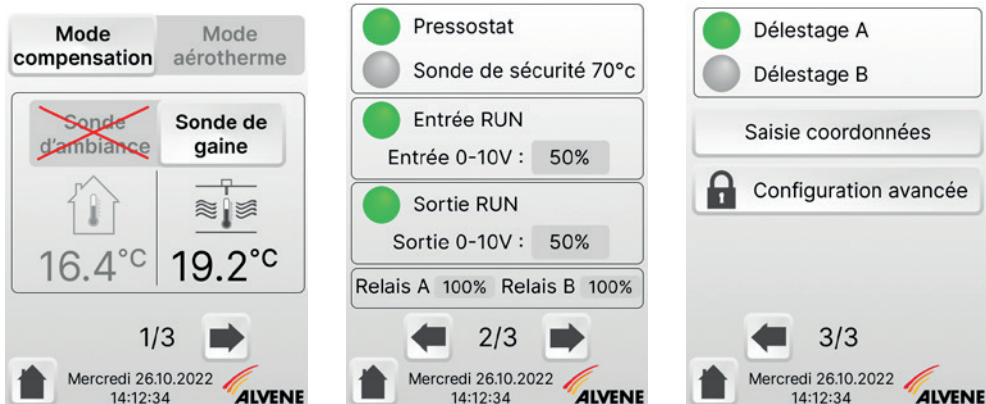 Mode compensation
Mode aérotherme
Sonde d'ambiance
Sonde de gaine
16.4°C
19.2°C
1/3
Mercredi 26.10.2022
14:12:34
ALVENE
Pressostat
Sonde de sécurité 70°c
Entrée RUN
Entrée 0-10V : 50%
Sortie RUN
Sortie 0-10V : 50%
Relais A 100% Relais B 100%
2/3
Mercredi 26.10.2022
14:12:34
ALVENE
Délestage A
Délestage B
Saisie coordonnées
Configuration avancée
3/3
Mercredi 26.10.2022
14:12:34
ALVENE